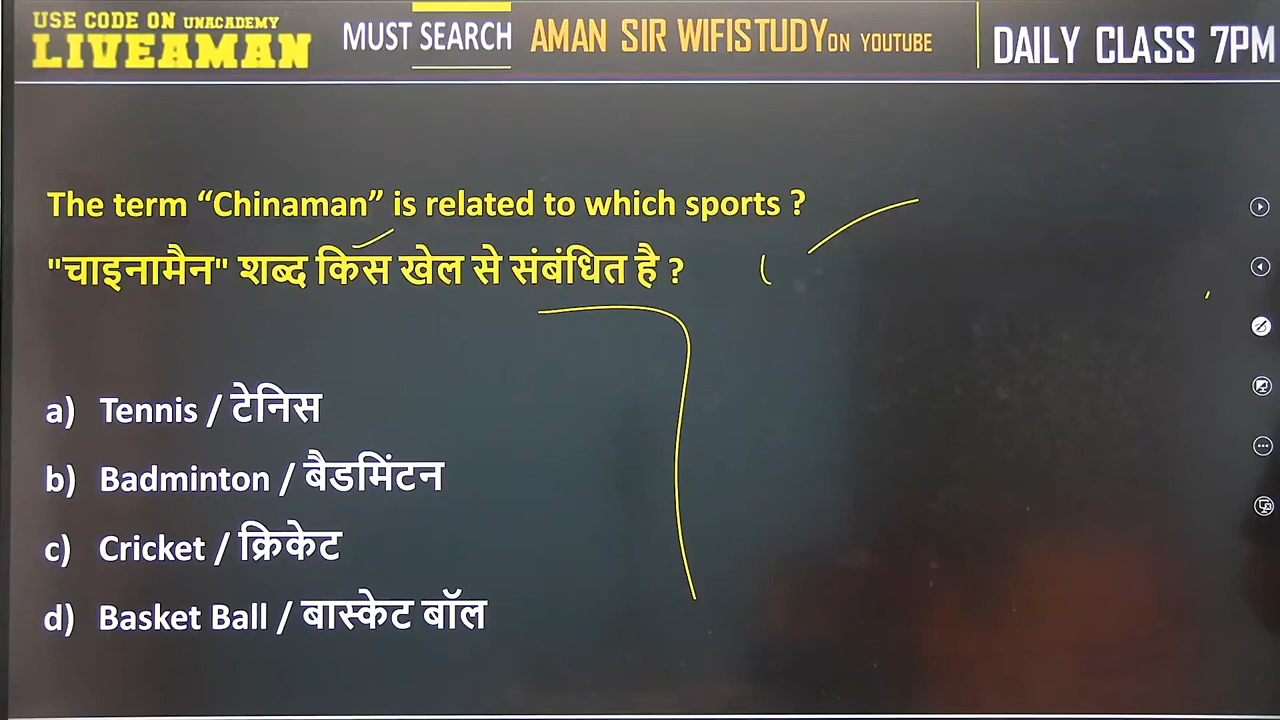 USE CODE ON UNACADEMY
LIVEAMAN
MUST SEARCH AMAN SIR WIFISTUDY ON YOUTUBE
DAILY CLASS 7PM
The term “Chinaman” is related to which sports ?
"चाइनामैन" शब्द किस खेल से संबंधित है ?
a) Tennis / टेनिस
b) Badminton / बैडमिंटन
c) Cricket / क्रिकेट
d) Basket Ball / बास्केट बॉल